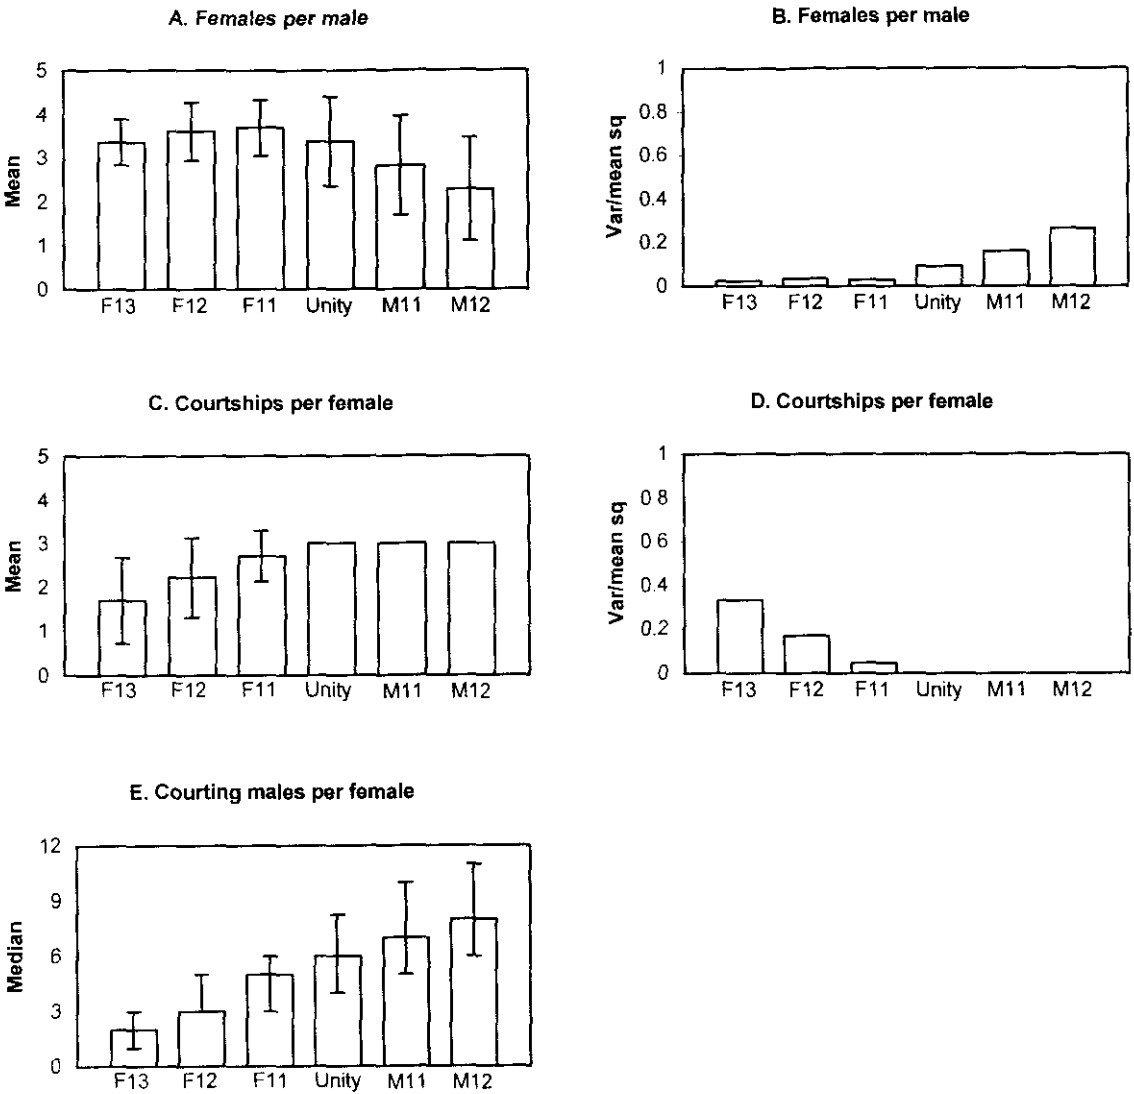 A. Females per male
B. Females per male
5
4
3
2
1
0
Mean
F13 F12 F11 Unity M11 M12
1
0.8
0.6
0.4
0.2
0
Var/mean sq
F13 F12 F11 Unity M11 M12
C. Courtships per female
D. Courtships per female
5
4
3
2
1
0
Mean
F13 F12 F11 Unity M11 M12
1
0 8
0 6
0.4
0 2
0
Var/mean sq
F13 F12 F11 Unity M11 M12
E. Courting males per female
12
9
6
3
0
Median
F13 F12 F11 Unity M11 M12